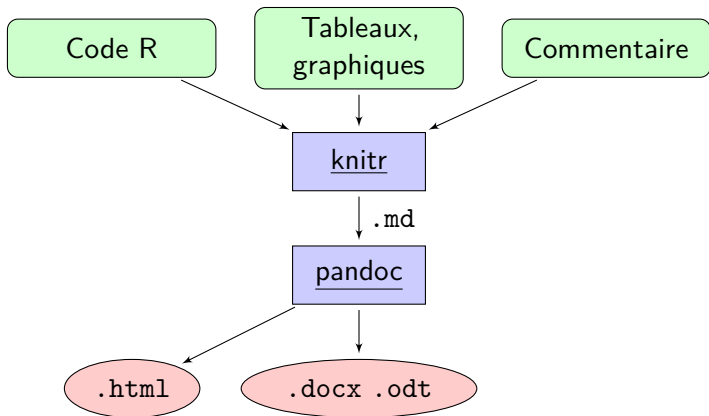 Code R
Tableaux,
graphiques
Commentaire
knitr
.md
pandoc
.html
.docx .odt